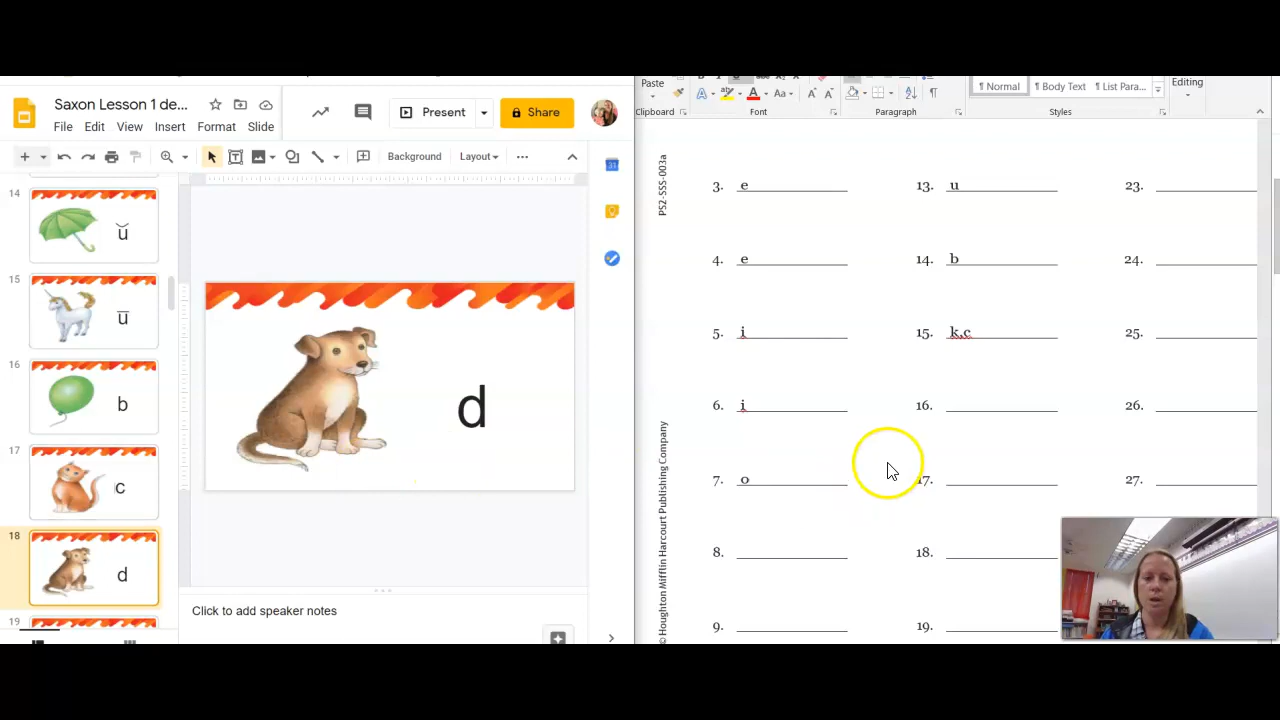 Saxon Lesson 1 de...
File Edit View Insert Format Slide
Present
Share
Background Layout
14
ŭ
15
ū
16
b
17
c
18
d
19
d
Click to add speaker notes
Paste
Clipboard
Font
Aa
Paragraph
¶ Normal ¶ Body Text ¶ List Para...
Styles
Editing
PS2-SSS-003a
© Houghton Mifflin Harcourt Publishing Company
3. e
4. e
5. i
6. i
7. o
8.
9.
13. u
14. b
15. k,c
16.
17.
18.
19.
23.
24.
25.
26.
27.